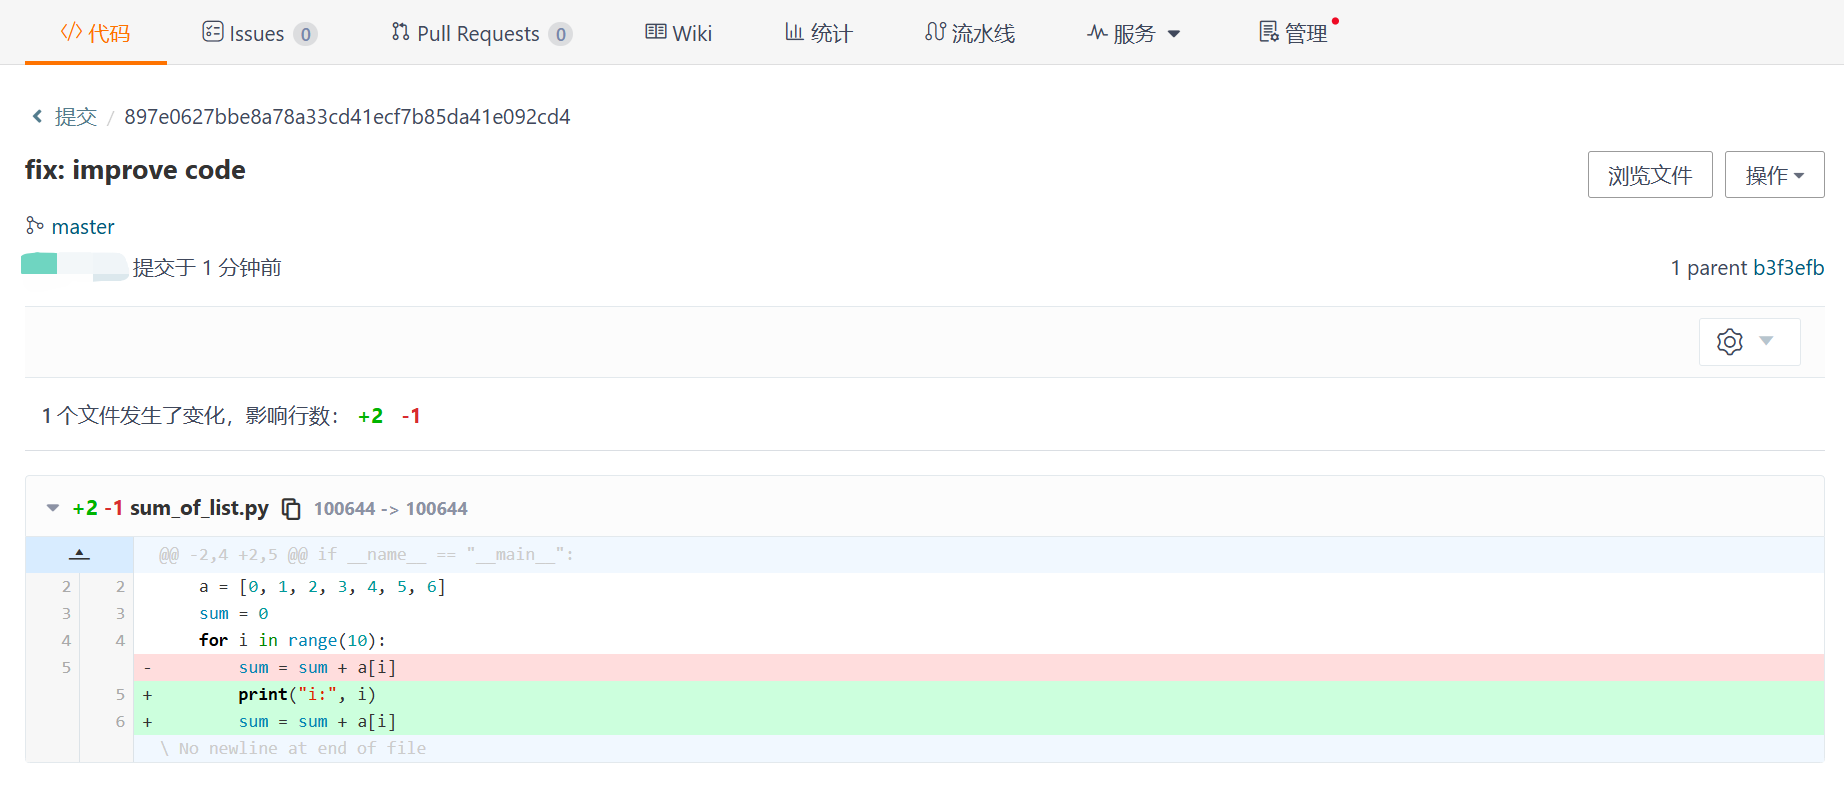 代码 Issues 0 Pull Requests 0 Wiki 统计 流水线 服务 管理
提交 / 897e0627bbe8a78a33cd41ecf7b85da41e092cd4
fix: improve code
浏览文件 操作
master
提交于 1 分钟前
1 parent b3f3efb
1 个文件发生了变化，影响行数： +2 -1
+2 -1 sum_of_list.py 100644 -> 100644
@@ -2,4 +2,5 @@ if __name__ == "__main__":
2 2 a = [0, 1, 2, 3, 4, 5, 6]
3 3 sum = 0
4 4 for i in range(10):
5 - sum = sum + a[i]
5 + print("i:", i)
6 + sum = sum + a[i]
\ No newline at end of file